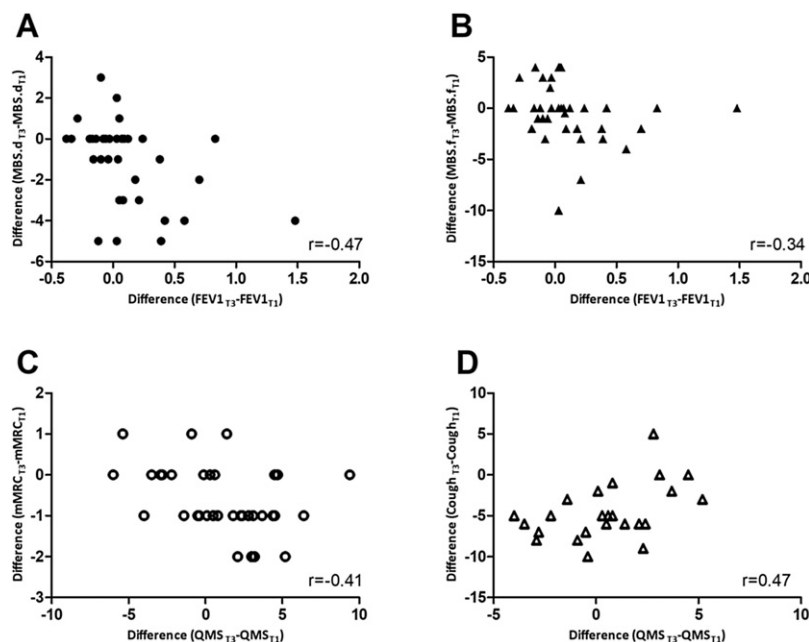 A
4
2
0
-2
-4
-6
-0.5
0.0
0.5
1.0
1.5
2.0
Difference (MBS.dT3-MBS.dT1)
Difference (FEV1T3-FEV1T1)
r=-0.47
B
5
0
-5
-10
-15
-0.5
0.0
0.5
1.0
1.5
2.0
Difference (MBS.fT3-MBS.fT1)
Difference (FEV1T3-FEV1T1)
r=-0.34
C
2
1
0
-1
-2
-3
-10
-5
0
5
10
Difference (mMRCT3-mMRCT1)
Difference (QMST3-QMST1)
r=-0.41
D
10
5
0
-5
-10
-15
-5
0
5
10
Difference (CoughT3-CoughT1)
Difference (QMST3-QMST1)
r=0.47